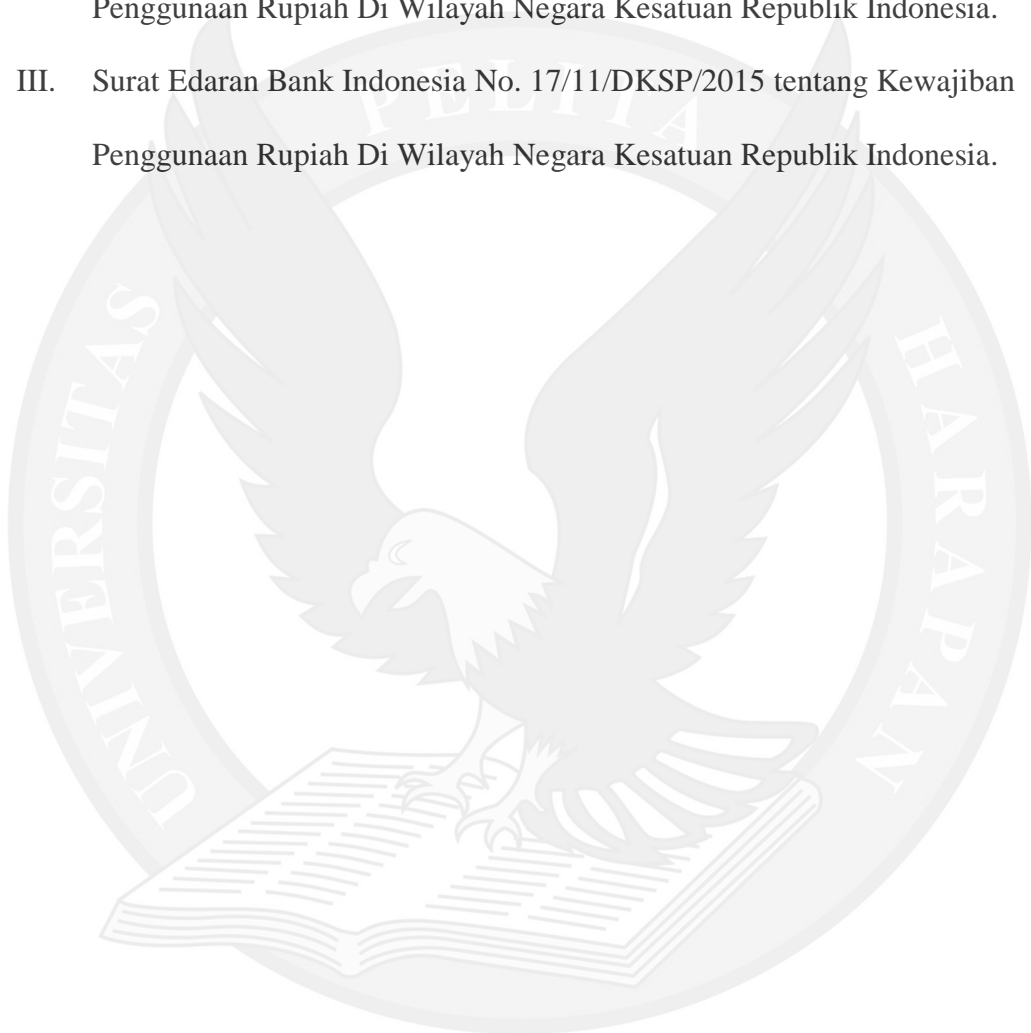 Penggunaan Rupiah Di Wilayah Negara Kesatuan Republik Indonesia.
III. Surat Edaran Bank Indonesia No. 17/11/DKSP/2015 tentang Kewajiban
Penggunaan Rupiah Di Wilayah Negara Kesatuan Republik Indonesia.
UNIVERSITAS PELITA HARAPAN